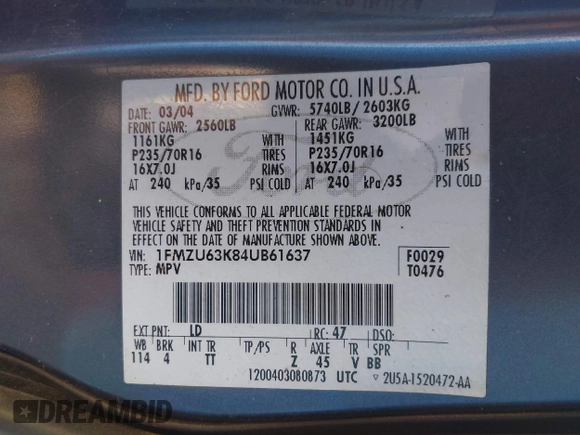 MFD. BY FORD MOTOR CO. IN U.S.A.
DATE: 03/04 GVWR: 5740LB/ 2603KG
FRONT GAWR: 2560LB REAR GAWR: 3200LB
1161KG WITH 1451KG WITH
P235/70R16 TIRES P235/70R16 TIRES
16X7.0J RIMS 16X7.0J RIMS
AT 240 kPa/35 PSI COLD AT 240 kPa/35 PSI COLD
Ford
THIS VEHICLE CONFORMS TO ALL APPLICABLE FEDERAL MOTOR
VEHICLE SAFETY AND THEFT PREVENTION STANDARDS IN
EFFECT ON THE DATE OF MANUFACTURE SHOWN ABOVE.
VIN: 1FMZU63K84UB61637 F0029
TYPE: MPV T0476
EXT PNT: LD RC: 47 DSO:
WB BRK INT TR TP/PS R AXLE TR SPR
114 4 TT Z 45 V BB
1200403080873 UTC 2U5A-1520472-AA
DREAMBID